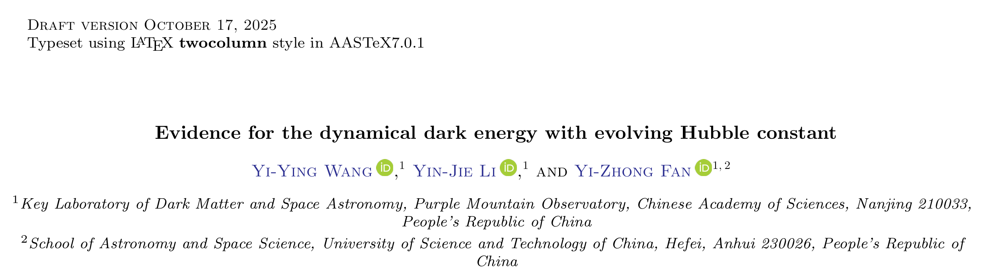 Draft version October 17, 2025
Typeset using LATEX twocolumn style in AASTeX7.0.1
Evidence for the dynamical dark energy with evolving Hubble constant
Yi-Ying Wang iD,1 Yin-Jie Li iD,1 and Yi-Zhong Fan iD1, 2
1Key Laboratory of Dark Matter and Space Astronomy, Purple Mountain Observatory, Chinese Academy of Sciences, Nanjing 210033,
People's Republic of China
2School of Astronomy and Space Science, University of Science and Technology of China, Hefei, Anhui 230026, People's Republic of
China